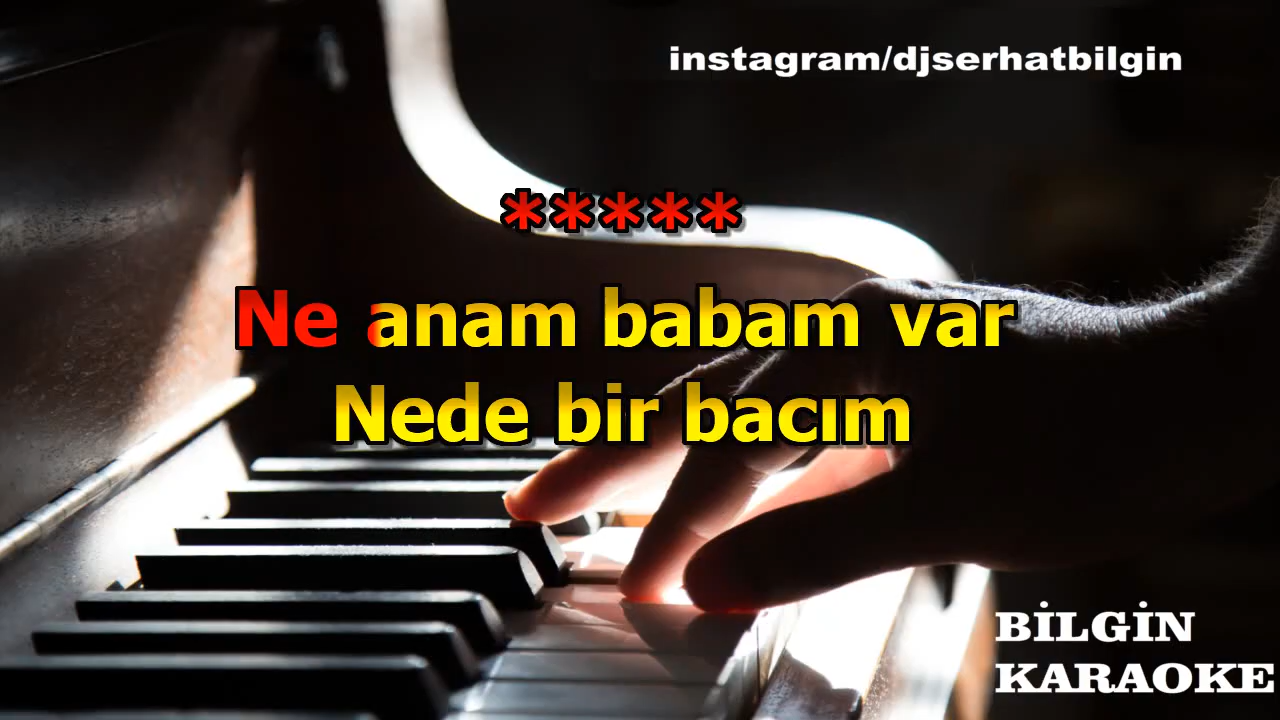 instagram/djserhatbilgin
*****
Ne anam babam var
Nede bir bacım
BİLGİN
KARAOKE